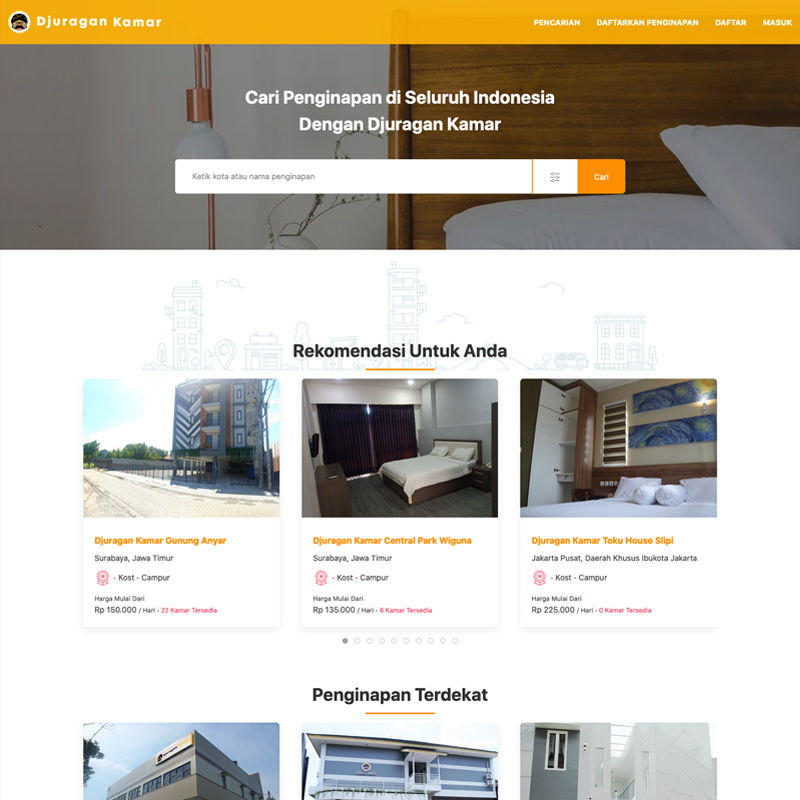 Djuragan Kamar
PENCARIAN DAFTARKAN PENGINAPAN DAFTAR MASUK
Cari Penginapan di Seluruh Indonesia
Dengan Djuragan Kamar
Ketik kota atau nama penginapan
Cari
Rekomendasi Untuk Anda
Djuragan Kamar Gunung Anyar
Surabaya, Jawa Timur
- Kost - Campur
Harga Mulai Dari
Rp 150.000 / Hari - 22 Kamar Tersedia
Djuragan Kamar Central Park Wiguna
Surabaya, Jawa Timur
- Kost - Campur
Harga Mulai Dari
Rp 135.000 / Hari - 8 Kamar Tersedia
Djuragan Kamar Toku House Slipi
Jakarta Pusat, Daerah Khusus Ibukota Jakarta
- Kost - Campur
Harga Mulai Dari
Rp 225.000 / Hari - 0 Kamar Tersedia
Penginapan Terdekat
Djuragan